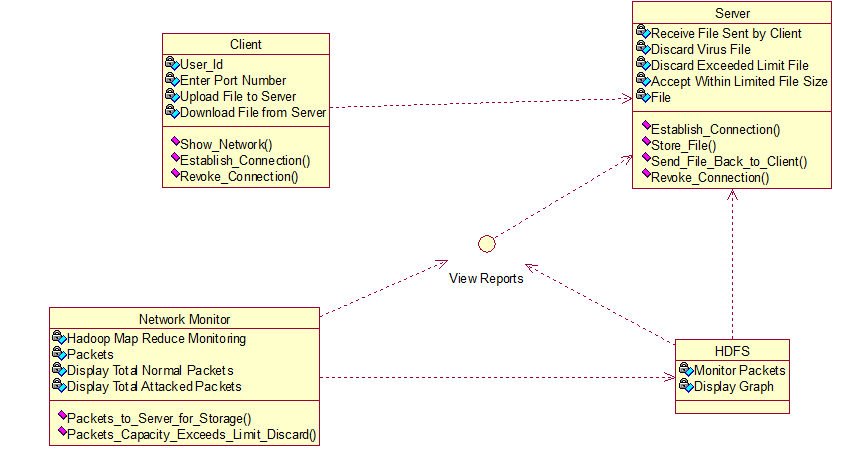 Client
User_Id
Enter Port Number
Upload File to Server
Download File from Server
Show_Network()
Establish_Connection()
Revoke_Connection()
Server
Receive File Sent by Client
Discard Virus File
Discard Exceeded Limit File
Accept Within Limited File Size
File
Establish_Connection()
Store_File()
Send_File_Back_to_Client()
Revoke_Connection()
View Reports
Network Monitor
Hadoop Map Reduce Monitoring
Packets
Display Total Normal Packets
Display Total Attacked Packets
Packets_to_Server_for_Storage()
Packets_Capacity_Exceeds_Limit_Discard()
HDFS
Monitor Packets
Display Graph